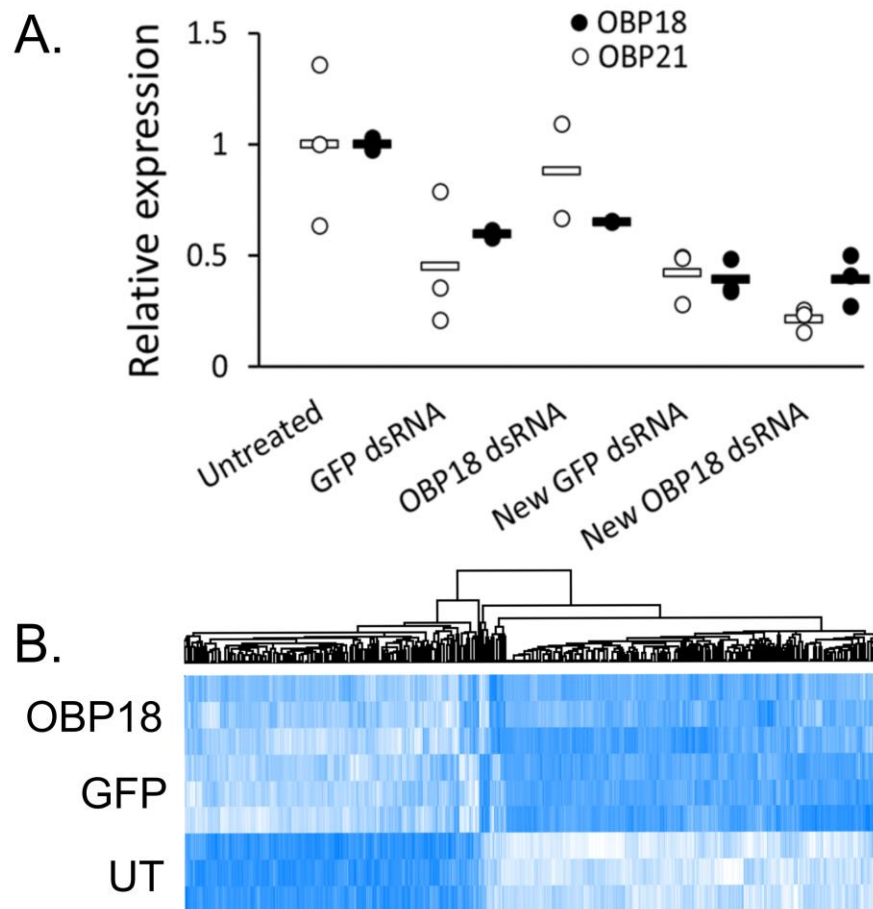 A.
Relative expression
1.5
1
0.5
0
OBP18
OBP21
Untreated
GFP dsRNA
OBP18 dsRNA
New GFP dsRNA
New OBP18 dsRNA
B.
OBP18
GFP
UT